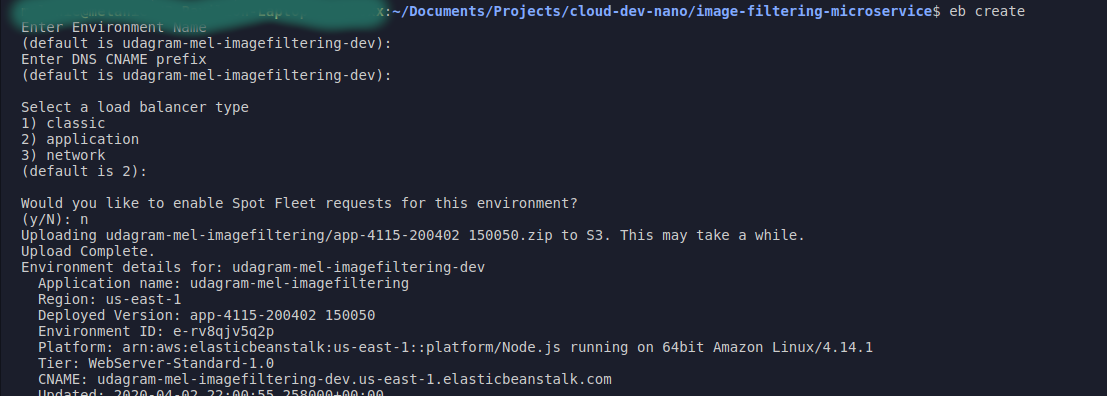 :~/Documents/Projects/cloud-dev-nano/image-filtering-microservice$ eb create
Enter Environment Name
(default is udagram-mel-imagefiltering-dev):
Enter DNS CNAME prefix
(default is udagram-mel-imagefiltering-dev):
Select a load balancer type
1) classic
2) application
3) network
(default is 2):
Would you like to enable Spot Fleet requests for this environment?
(y/N): n
Uploading udagram-mel-imagefiltering/app-4115-200402 150050.zip to S3. This may take a while.
Upload Complete.
Environment details for: udagram-mel-imagefiltering-dev
Application name: udagram-mel-imagefiltering
Region: us-east-1
Deployed Version: app-4115-200402 150050
Environment ID: e-rv8qjv5q2p
Platform: arn:aws:elasticbeanstalk:us-east-1::platform/Node.js running on 64bit Amazon Linux/4.14.1
Tier: WebServer-Standard-1.0
CNAME: udagram-mel-imagefiltering-dev.us-east-1.elasticbeanstalk.com
Updated: 2020-04-02 22:00:55.258000+00:00